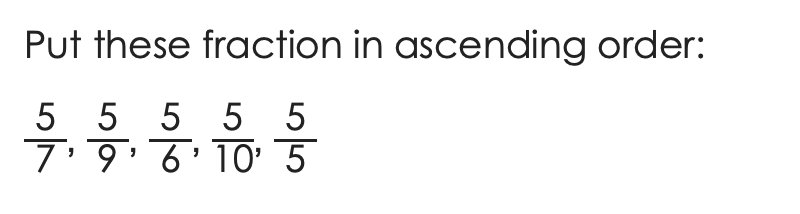 Put these fraction in ascending order:
5/7, 5/9, 5/6, 5/10, 5/5